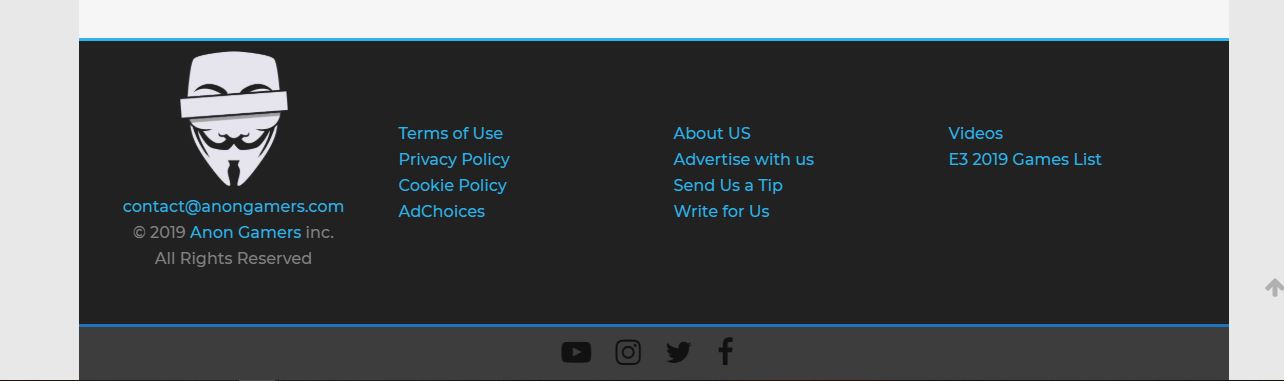 contact@anongamers.com
© 2019 Anon Gamers inc.
All Rights Reserved
Terms of Use
Privacy Policy
Cookie Policy
AdChoices
About US
Advertise with us
Send Us a Tip
Write for Us
Videos
E3 2019 Games List